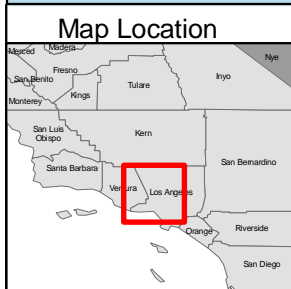 Map Location
Merced
Madera
Nye
San Benito
Fresno
Inyo
Tulare
Monterey
Kings
San Luis
Obispo
Kern
Santa Barbara
San Bernardino
Ventura
Los Angeles
Orange
Riverside
San Diego